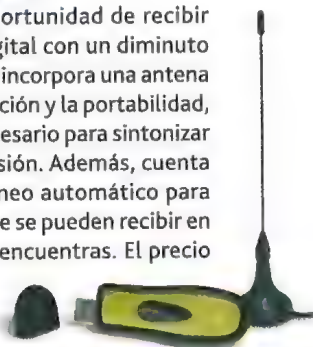 ortunidad de recibir
gital con un diminuto
incorpora una antena
ción y la portabilidad,
esario para sintonizar
sión. Además, cuenta
neo automático para
e se pueden recibir en
encuentras. El precio